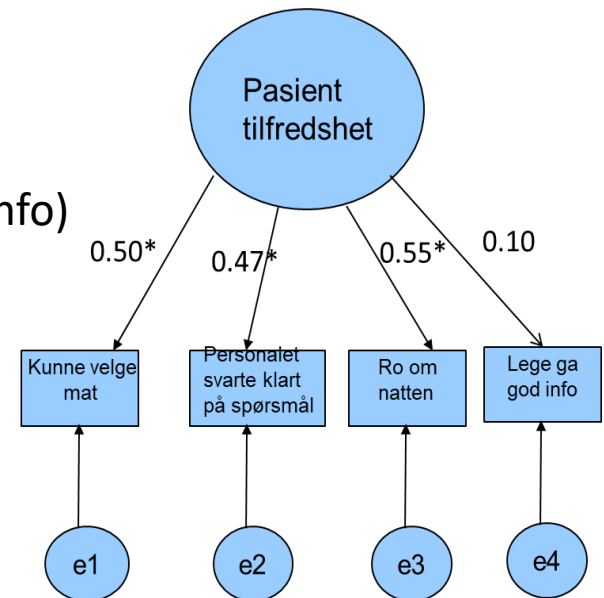 Pasient
tilfredshet
nfo)
0.50*
0.47*
0.55*
0.10
Kunne velge
mat
Personalet
svarte klart
på spørsmål
Ro om
natten
Lege ga
god info
e1
e2
e3
e4